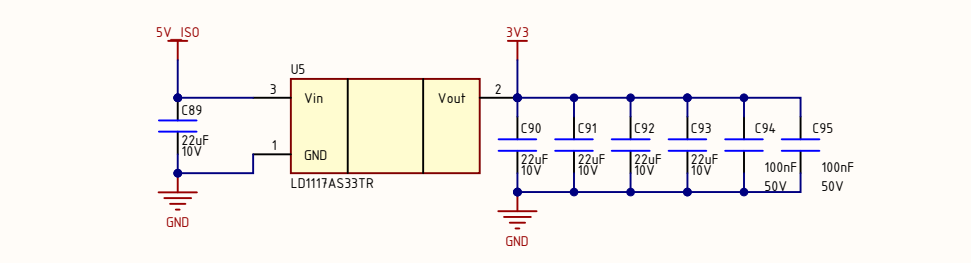 5V_ISO
3V3
U5
3
Vin
Vout
2
C89
22uF
10V
1
GND
LD1117AS33TR
GND
C90
22uF
10V
C91
22uF
10V
C92
22uF
10V
C93
22uF
10V
C94
100nF
50V
C95
100nF
50V
GND